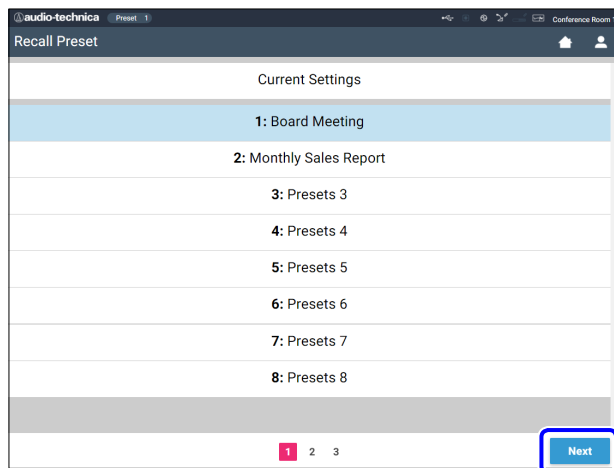 audio-technica Preset 1 Conference Room 1
Recall Preset
Current Settings
1: Board Meeting
2: Monthly Sales Report
3: Presets 3
4: Presets 4
5: Presets 5
6: Presets 6
7: Presets 7
8: Presets 8
1 2 3 Next